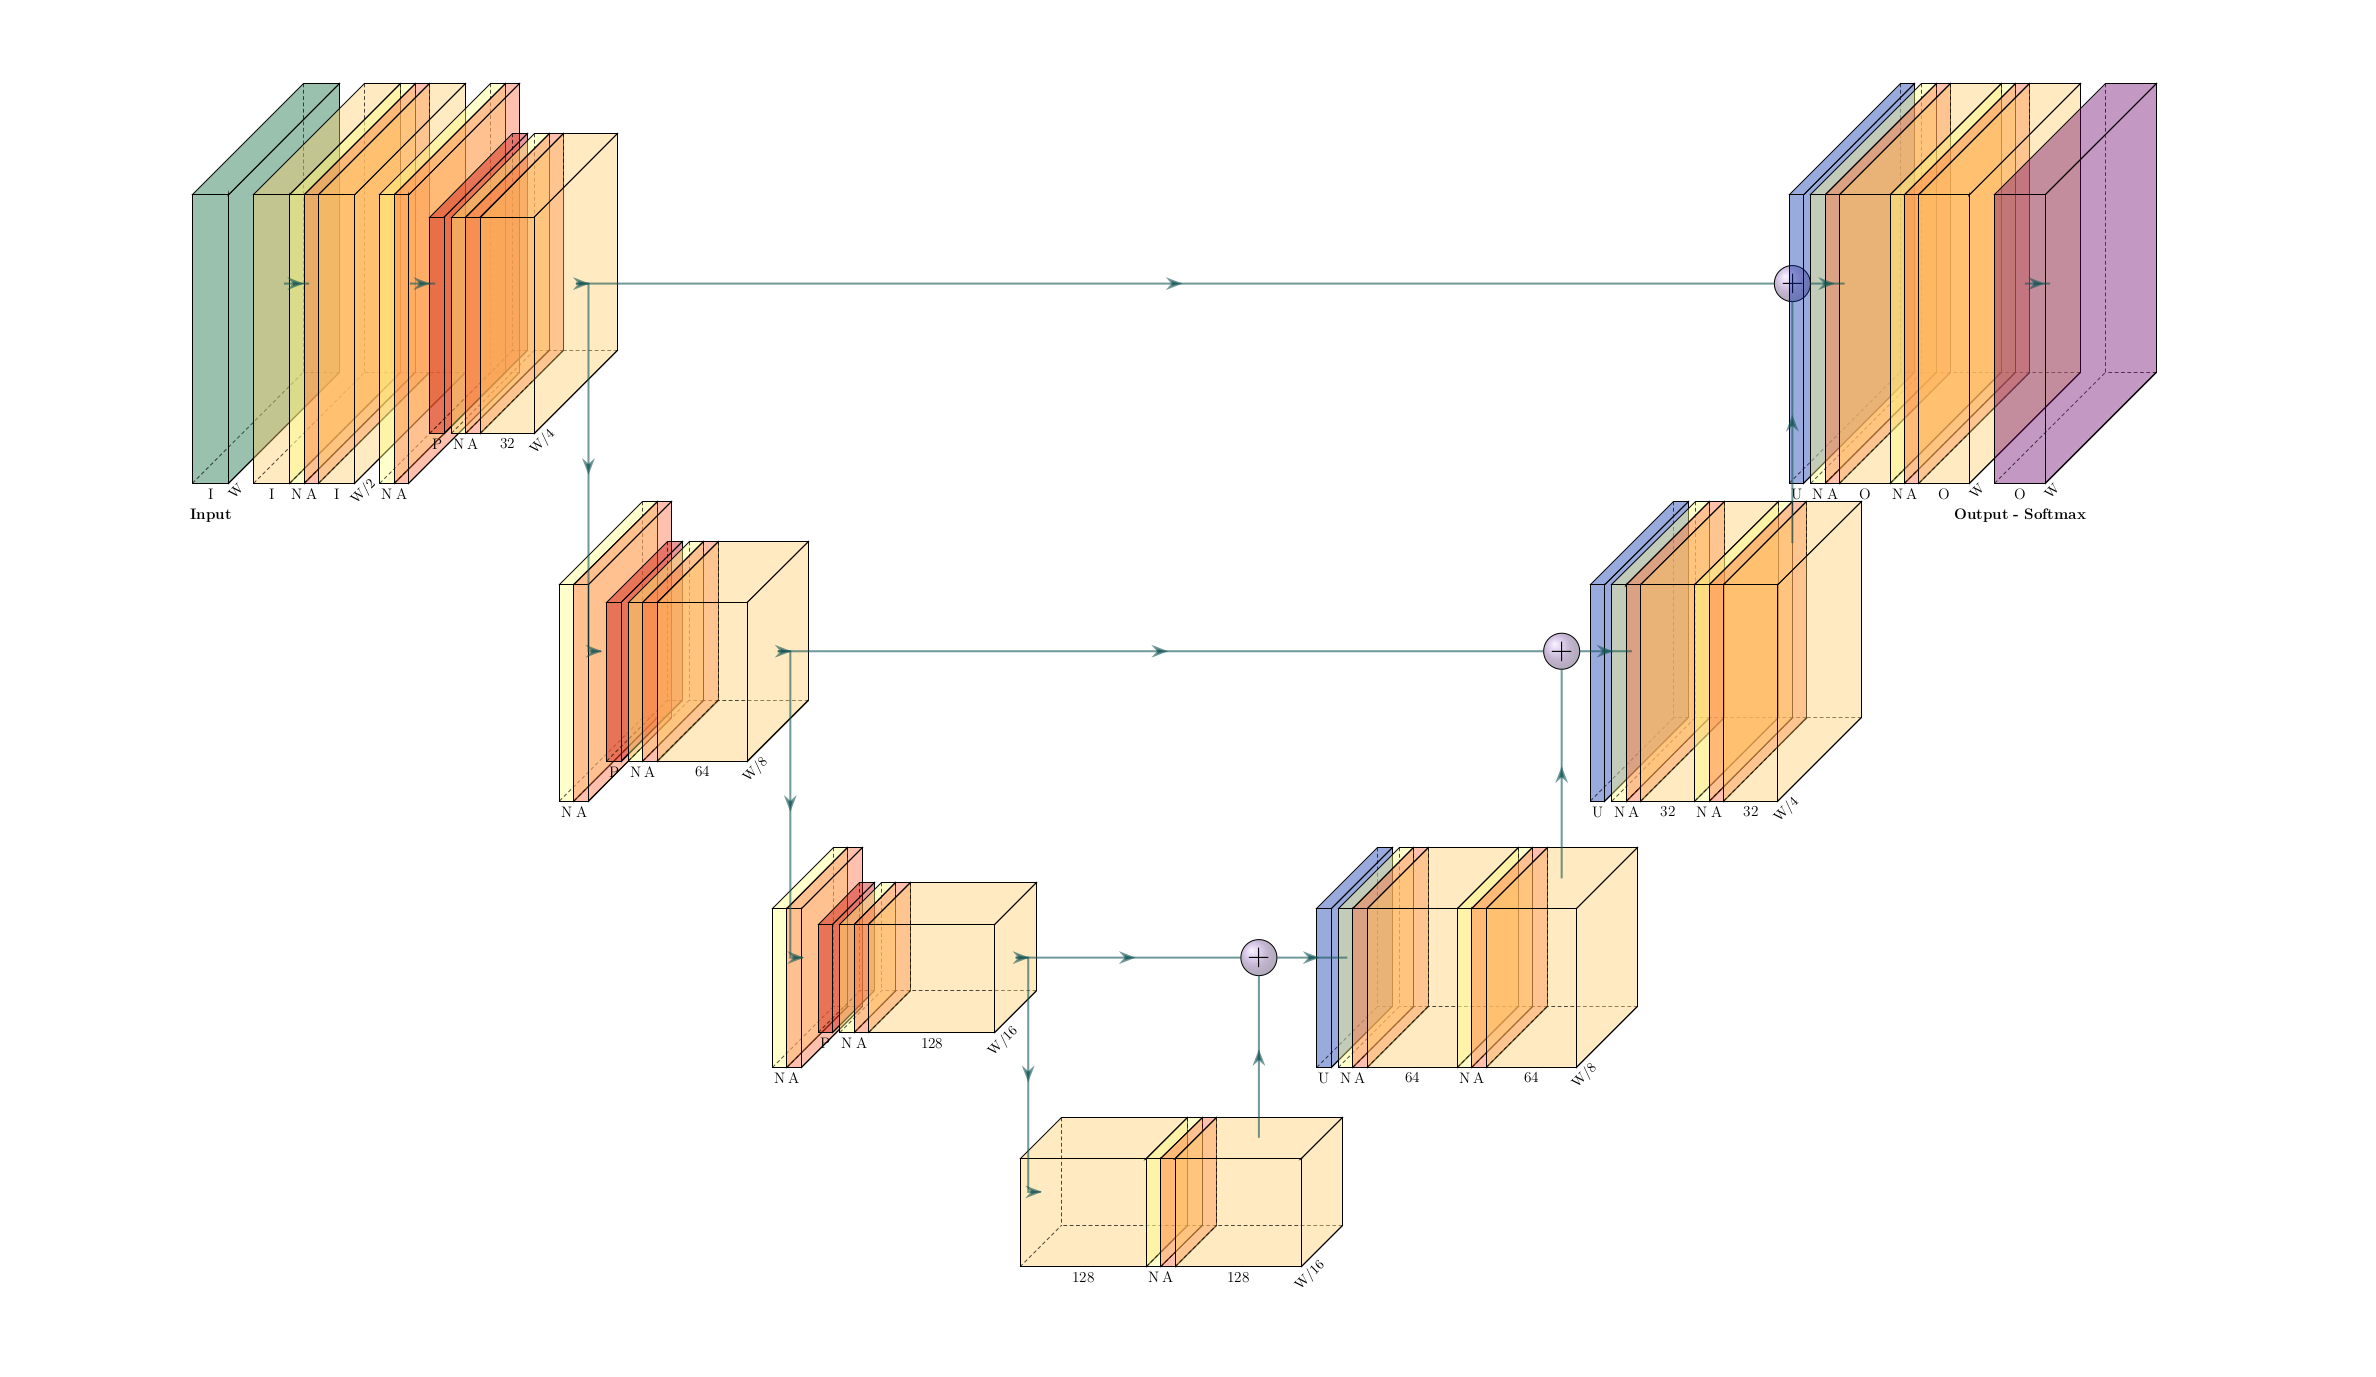 P N A 32 W/4
I W I N A I W/2 N A
Input
U N A O N A O W O W
Output - Softmax
P N A 64 W/8
N A
U N A 32 N A 32 W/4
P N A 128 W/16
N A
U N A 64 N A 64 W/8
128 N A 128 W/16